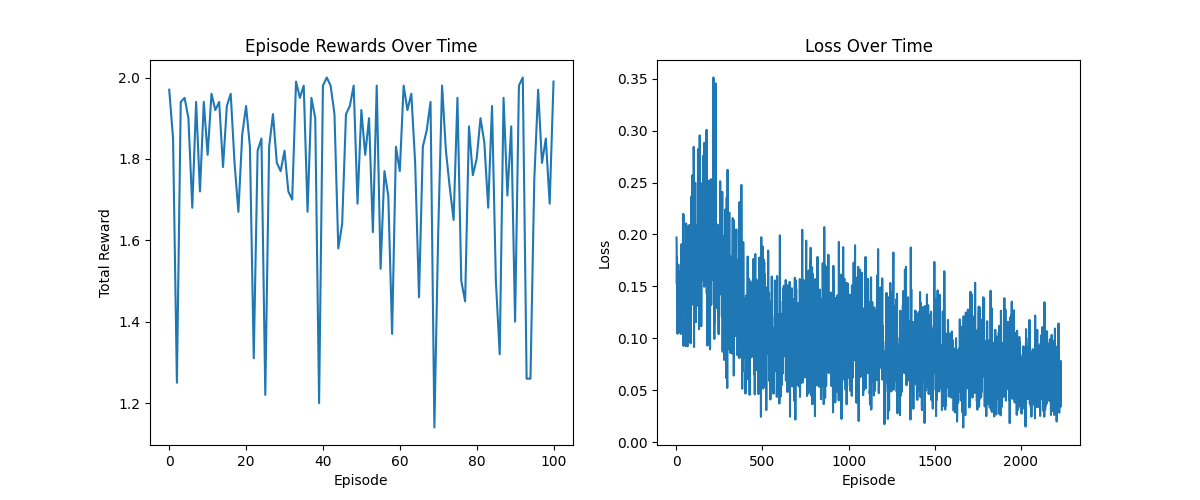 Episode Rewards Over Time
Total Reward
2.0
1.8
1.6
1.4
1.2
0 20 40 60 80 100
Episode
Loss Over Time
Loss
0.35
0.30
0.25
0.20
0.15
0.10
0.05
0.00
0 500 1000 1500 2000
Episode